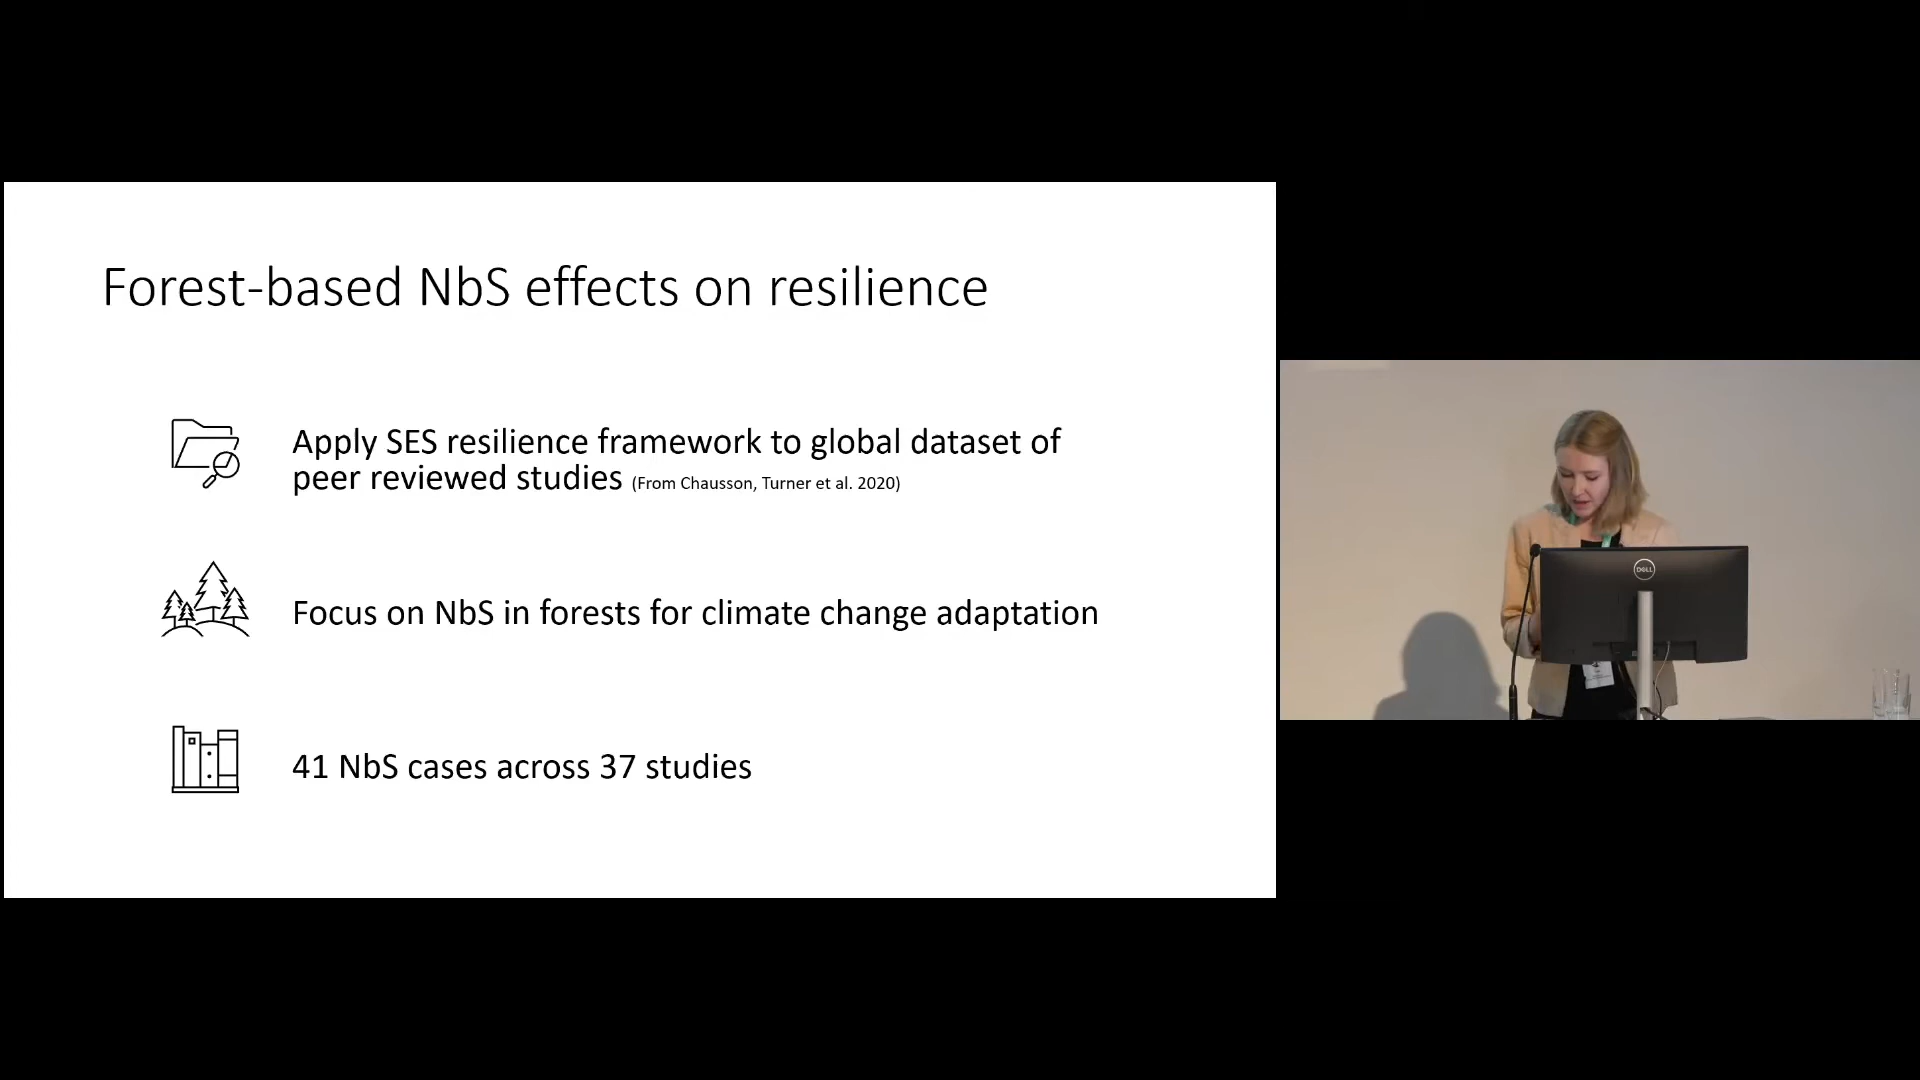 Forest-based NbS effects on resilience
Apply SES resilience framework to global dataset of
peer reviewed studies (From Chausson, Turner et al. 2020)
Focus on NbS in forests for climate change adaptation
41 NbS cases across 37 studies
DELL